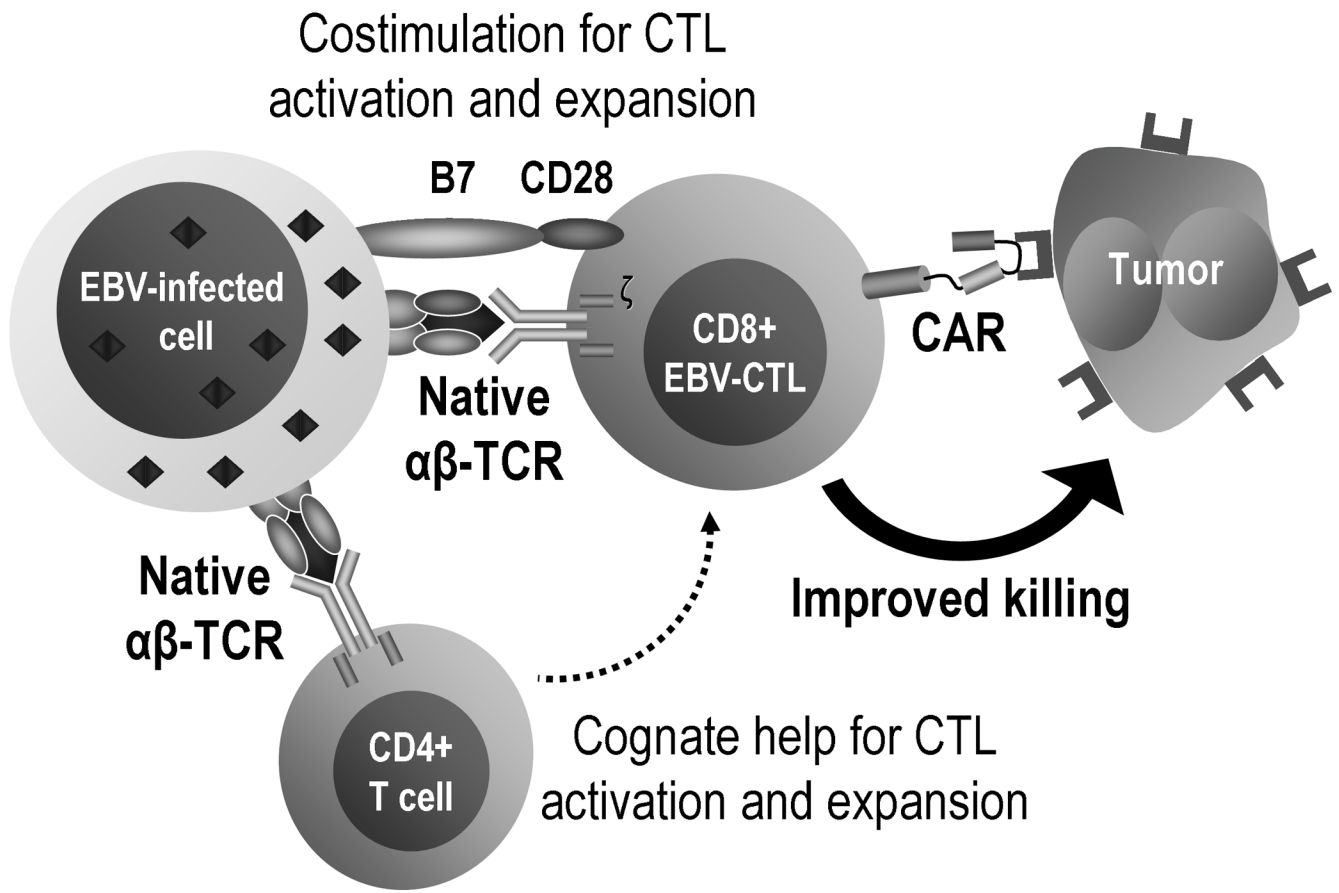 Costimulation for CTL
activation and expansion
B7
CD28
EBV-infected
cell
ζ
CD8+
EBV-CTL
CAR
Tumor
Native
αβ-TCR
Native
αβ-TCR
Improved killing
CD4+
T cell
Cognate help for CTL
activation and expansion